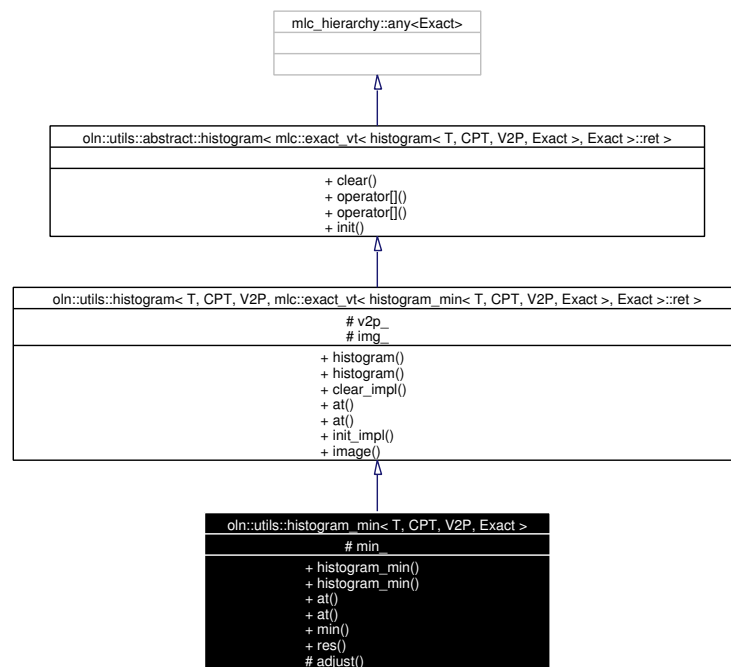 mlc_hierarchy::any<Exact>
oln::utils::abstract::histogram< mlc::exact_vt< histogram< T, CPT, V2P, Exact >, Exact >::ret >
+ clear()
+ operator[]()
+ operator[]()
+ init()
oln::utils::histogram< T, CPT, V2P, mlc::exact_vt< histogram_min< T, CPT, V2P, Exact >, Exact >::ret >
# v2p_
# img_
+ histogram()
+ histogram()
+ clear_impl()
+ at()
+ at()
+ init_impl()
+ image()
oln::utils::histogram_min< T, CPT, V2P, Exact >
# min_
+ histogram_min()
+ histogram_min()
+ at()
+ at()
+ min()
+ res()
# adjust()